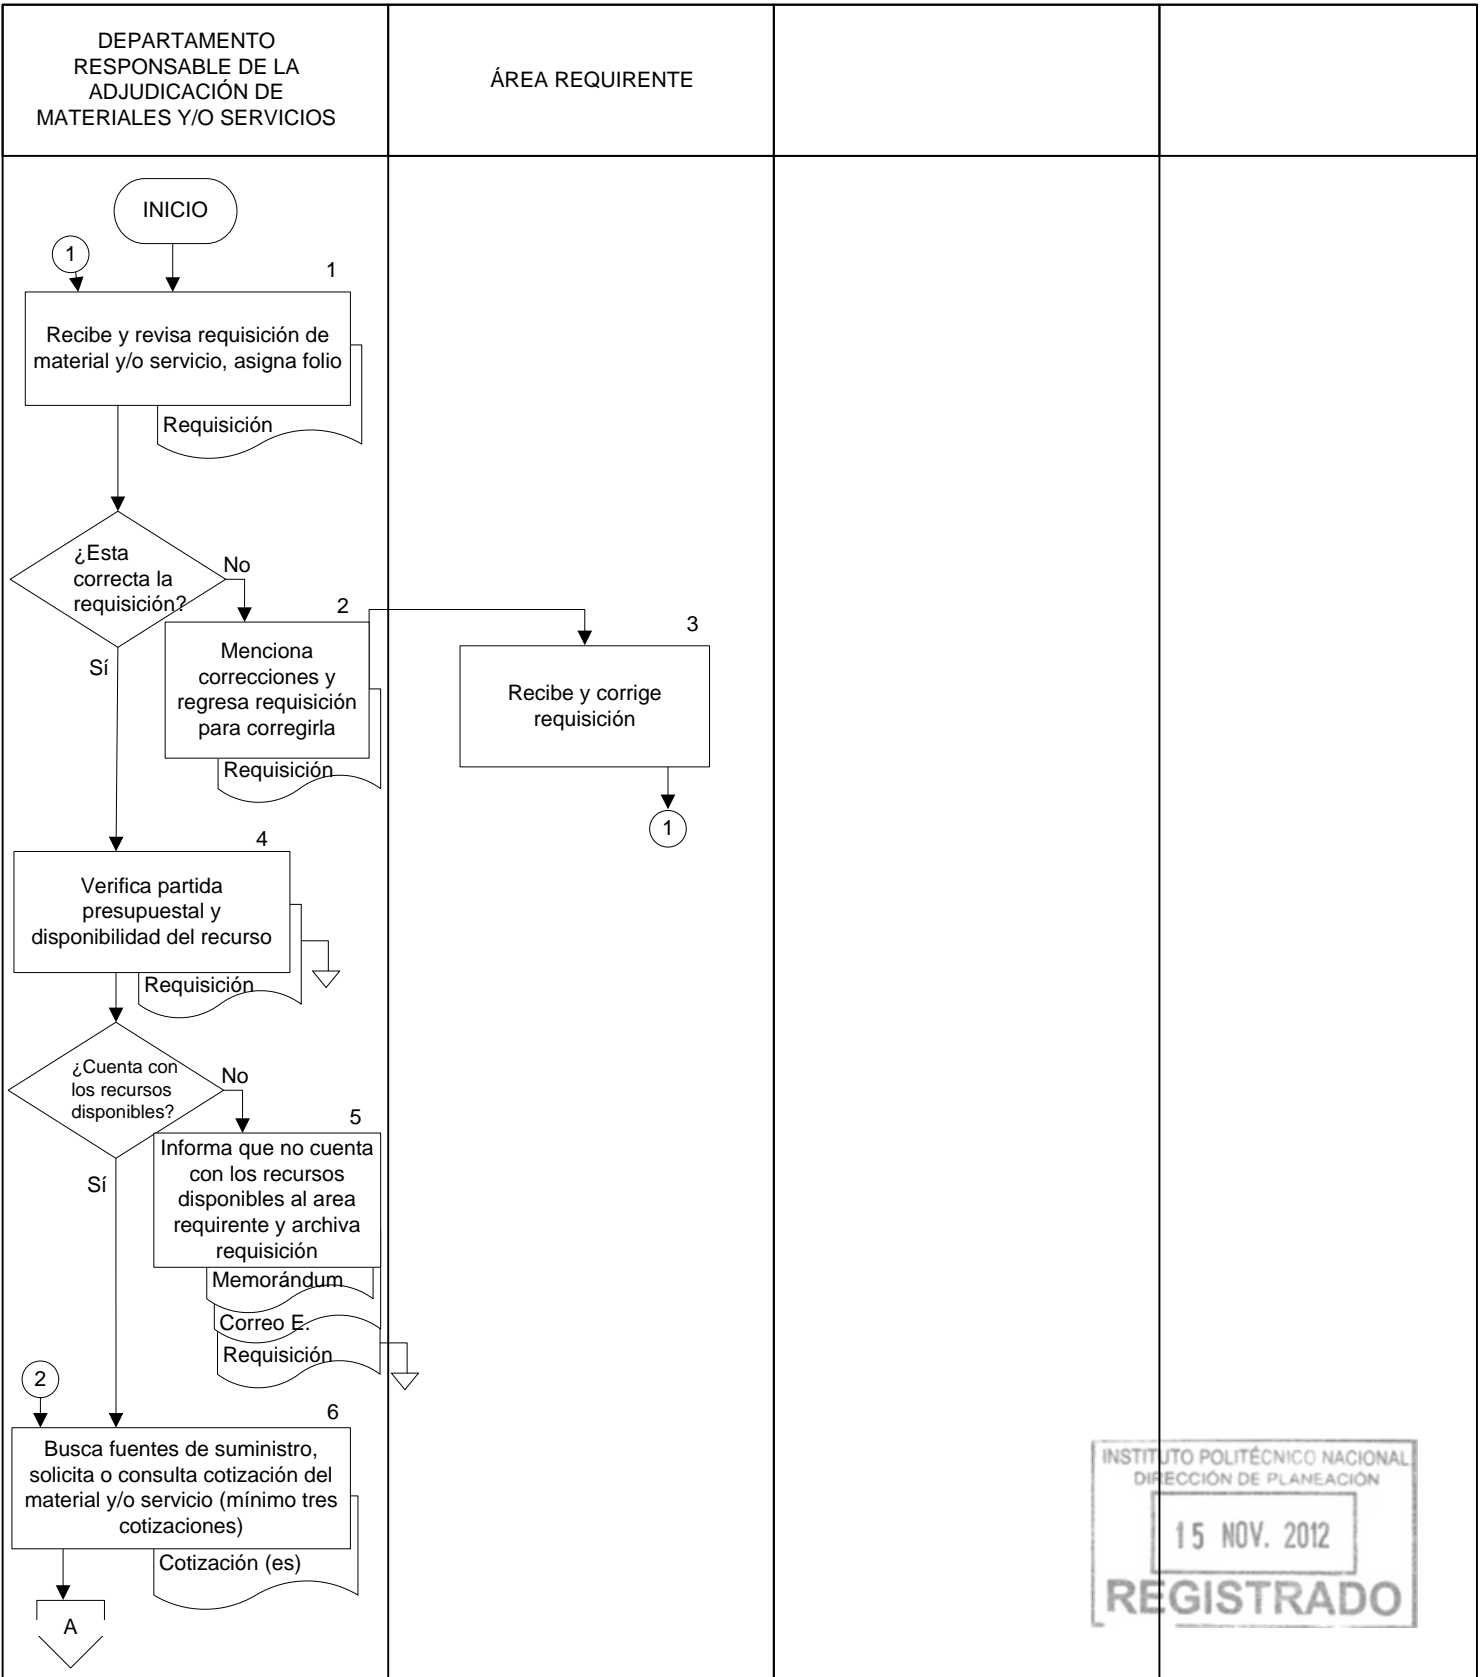 DEPARTAMENTO
RESPONSABLE DE LA
ADJUDICACIÓN DE
MATERIALES Y/O SERVICIOS
ÁREA REQUIRENTE
INICIO
1
1
Recibe y revisa requisición de
material y/o servicio, asigna folio
Requisición
¿Esta
correcta la
requisición?
No
Sí
2
Menciona
correcciones y
regresa requisición
para corregirla
Requisición
3
Recibe y corrige
requisición
1
4
Verifica partida
presupuestal y
disponibilidad del recurso
Requisición
¿Cuenta con
los recursos
disponibles?
No
Sí
5
Informa que no cuenta
con los recursos
disponibles al area
requirente y archiva
requisición
Memorándum
Correo E.
Requisición
2
6
Busca fuentes de suministro,
solicita o consulta cotización del
material y/o servicio (mínimo tres
cotizaciones)
Cotización (es)
A
INSTITUTO POLITÉCNICO NACIONAL
DIRECCIÓN DE PLANEACIÓN
15 NOV. 2012
REGISTRADO